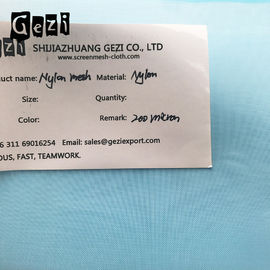 GeZi
ZI SHIJIAZHUANG GEZI CO., LTD
www.screenmesh-cloth.com
uct name: Nylon mesh Material: Nylon
Size: Quantity:
Color: Remark: 200 micron
6 311 69016254 Email: sales@geziexport.com
OUS, FAST, TEAMWORK.